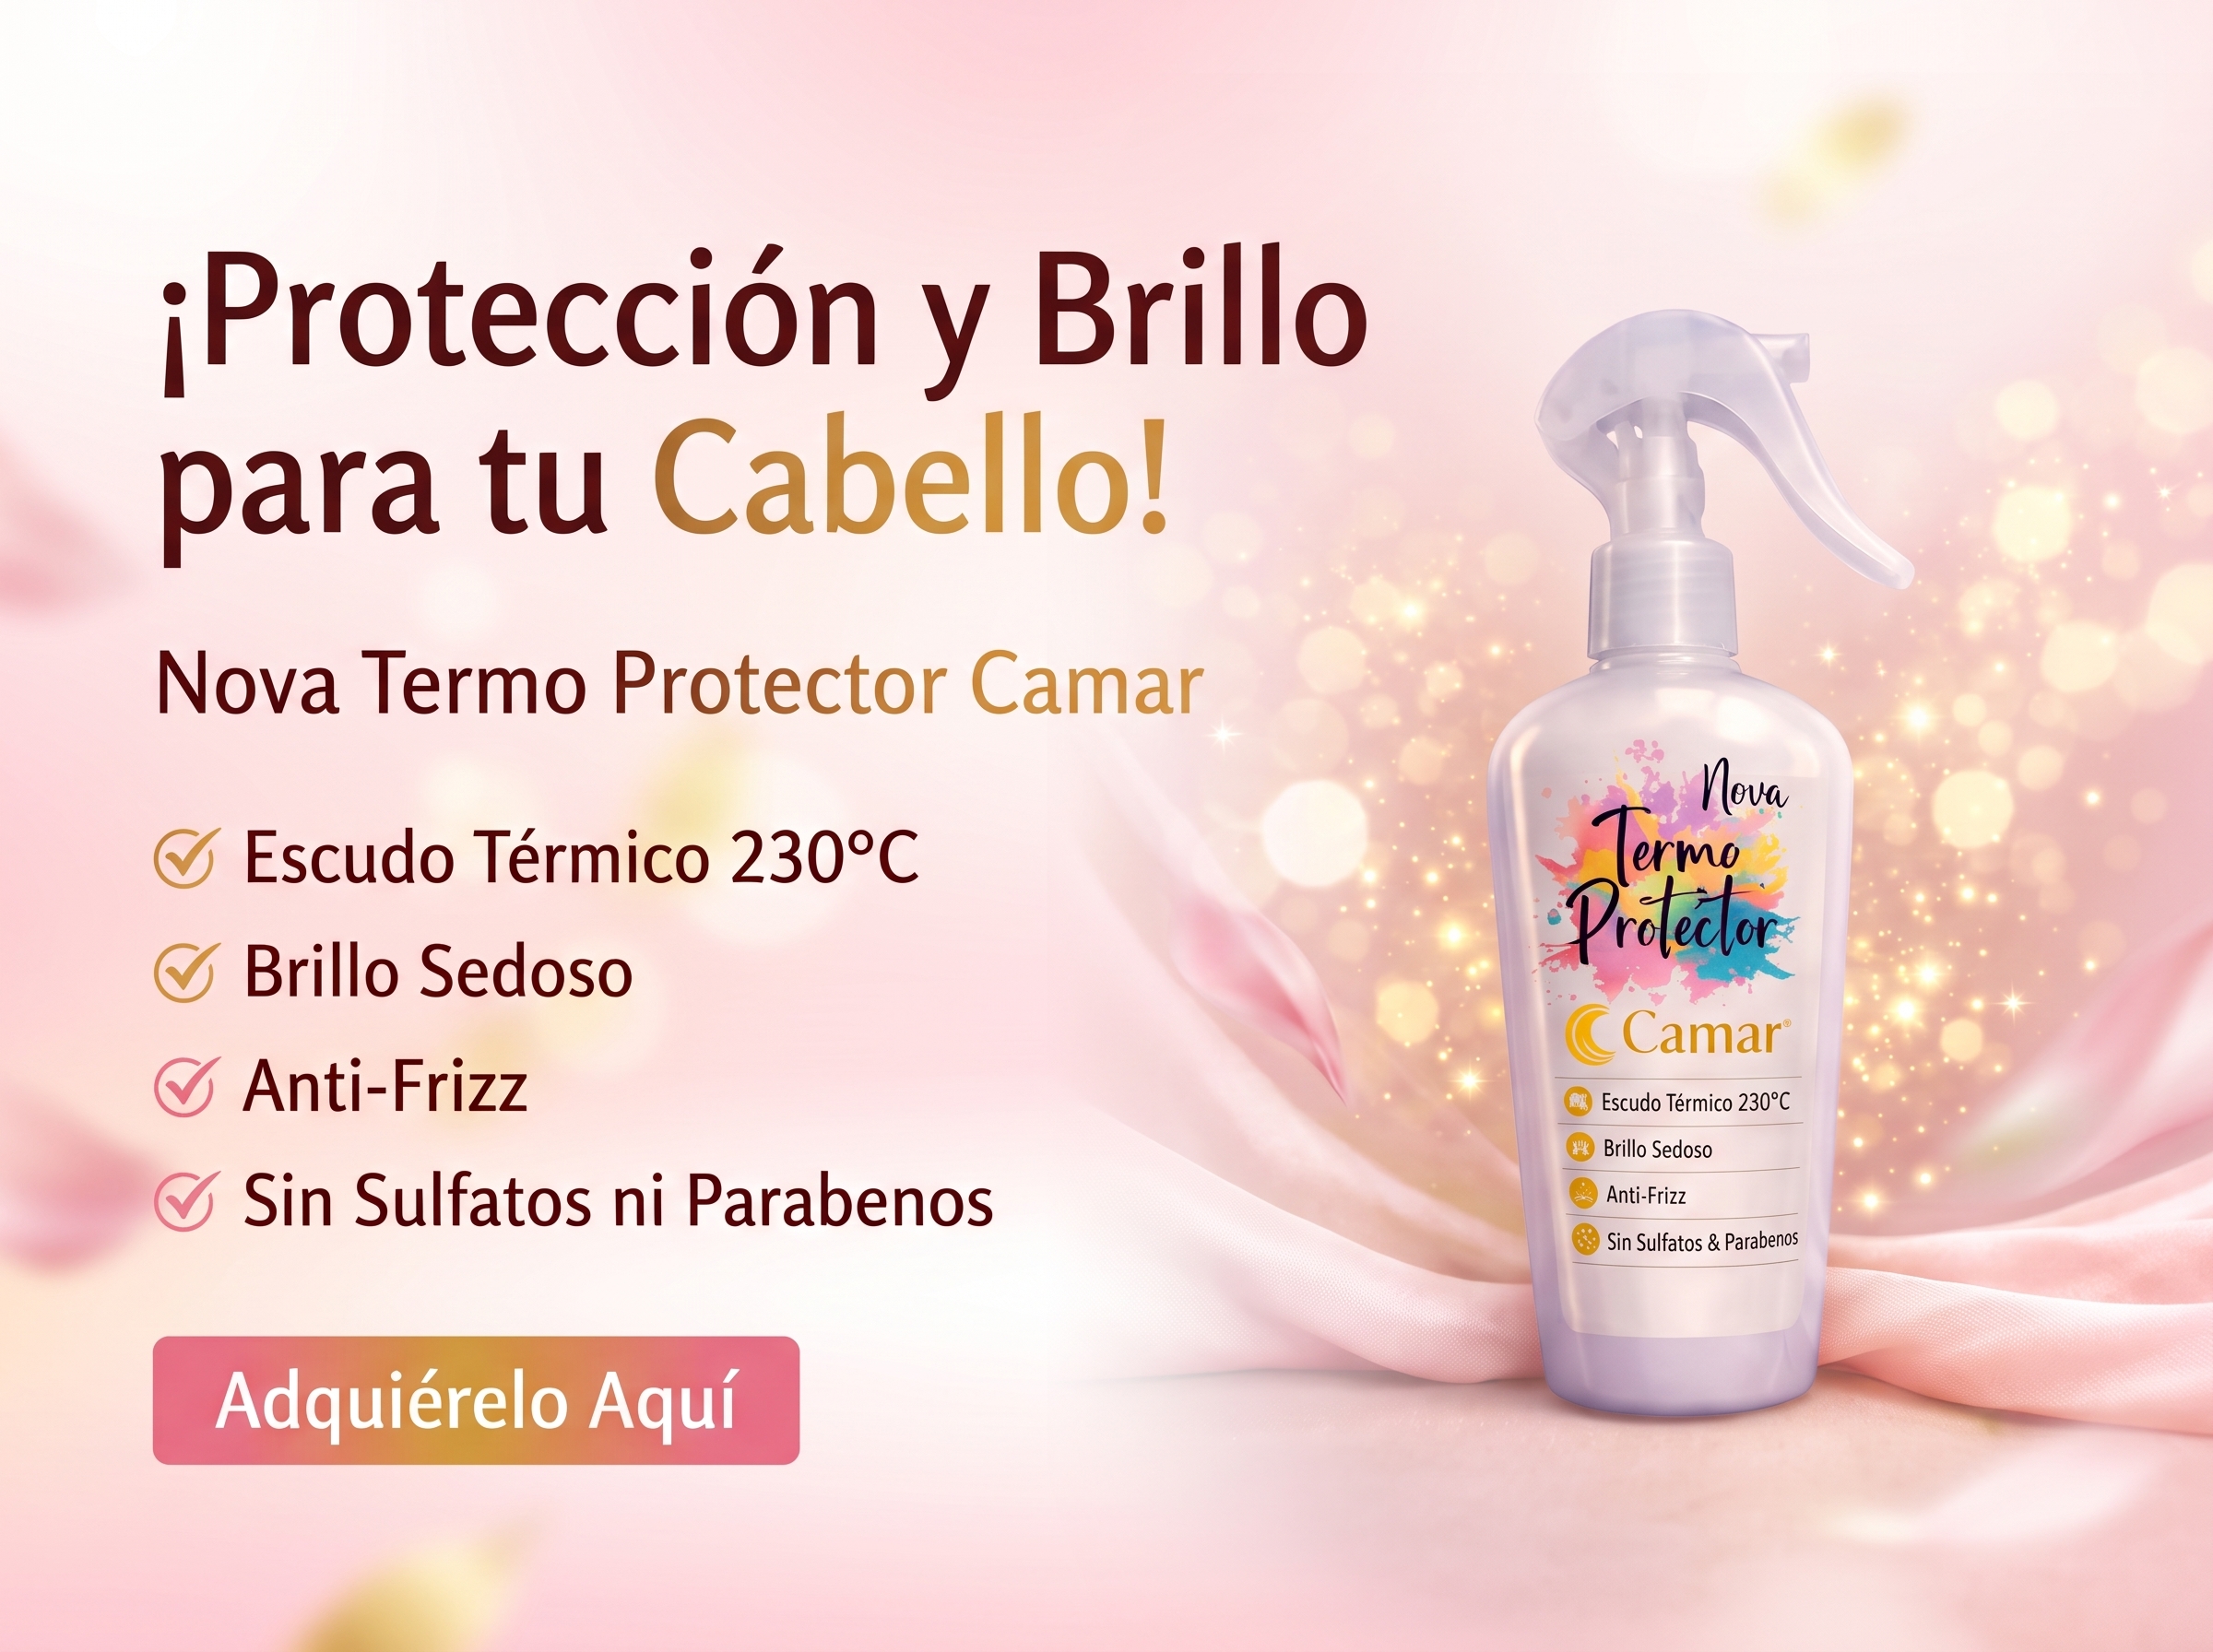 ¡Protección y Brillo
para tu Cabello!
Nova Termo Protector Camar
Escudo Térmico 230°C
Brillo Sedoso
Anti-Frizz
Sin Sulfatos ni Parabenos
Adquiérelo Aquí
Nova
Termo
Protector
Camar®
Escudo Térmico 230°C
Brillo Sedoso
Anti-Frizz
Sin Sulfatos & Parabenos